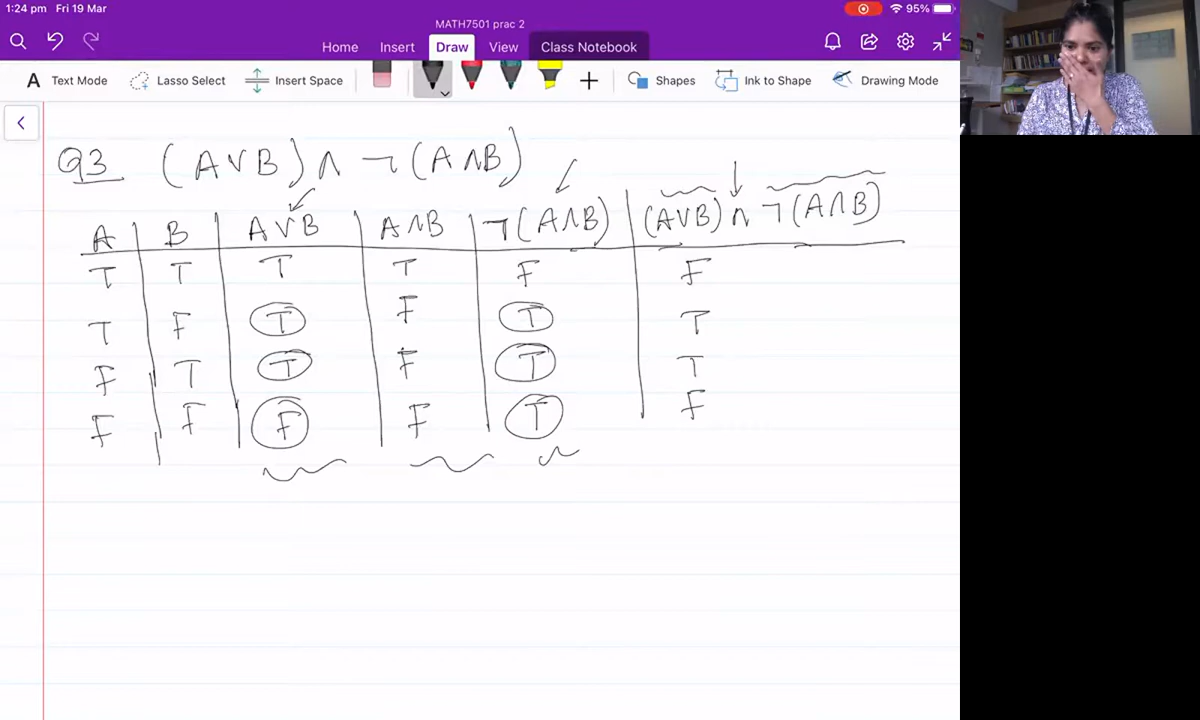 1:24 pm Fri 19 Mar 95%
MATH7501 prac 2
Home Insert Draw View Class Notebook
A Text Mode Lasso Select Insert Space Shapes Ink to Shape Drawing Mode
Q3 (A∨B) ∧ ¬(A∧B)
A B A∨B A∧B ¬(A∧B) (A∨B) ∧ ¬(A∧B)
T T T T F F
T F T F T T
F T T F T T
F F F F T F